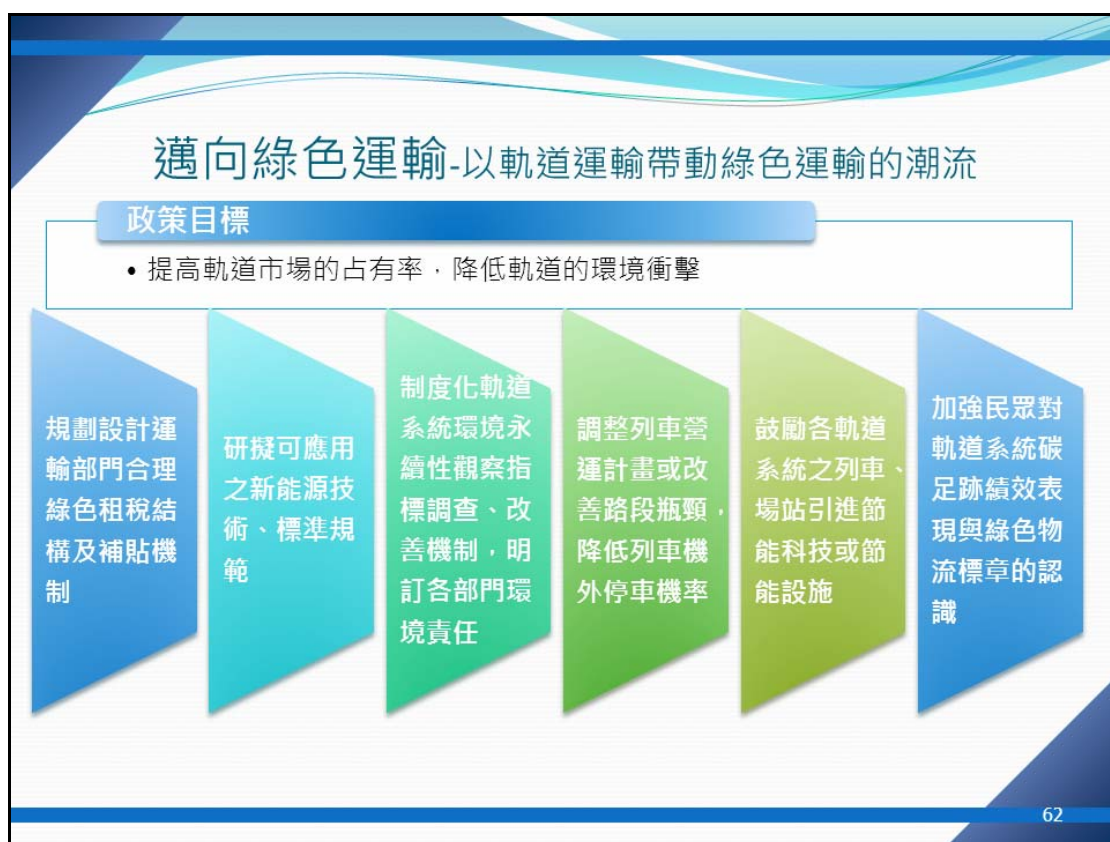 邁向綠色運輸-以軌道運輸帶動綠色運輸的潮流
政策目標
• 提高軌道市場的占有率，降低軌道的環境衝擊
規劃設計運
輸部門合理
綠色租稅結
構及補貼機
制
研擬可應用
之新能源技
術、標準規
範
制度化軌道
系統環境永
續性觀察指
標調查、改
善機制，明
訂各部門環
境責任
調整列車營
運計畫或改
善路段瓶頸，
降低列車機
外停車機率
鼓勵各軌道
系統之列車、
場站引進節
能科技或節
能設施
加強民眾對
軌道系統碳
足跡績效表
現與綠色物
流標章的認
識
62